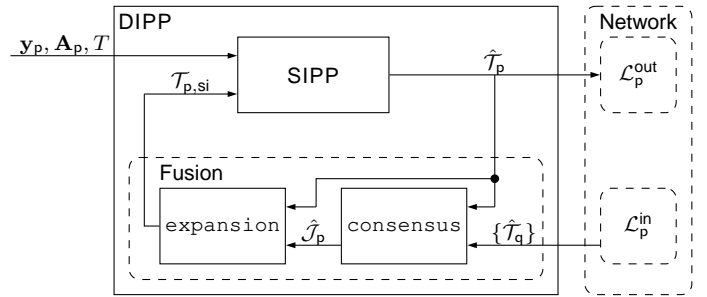 DIPP
Network
y_p, A_p, T
SIPP
𝒯̂_p
ℒ_p^out
𝒯_p,si
Fusion
expansion
𝒥̂_p
consensus
{𝒯̂_q}
ℒ_p^in